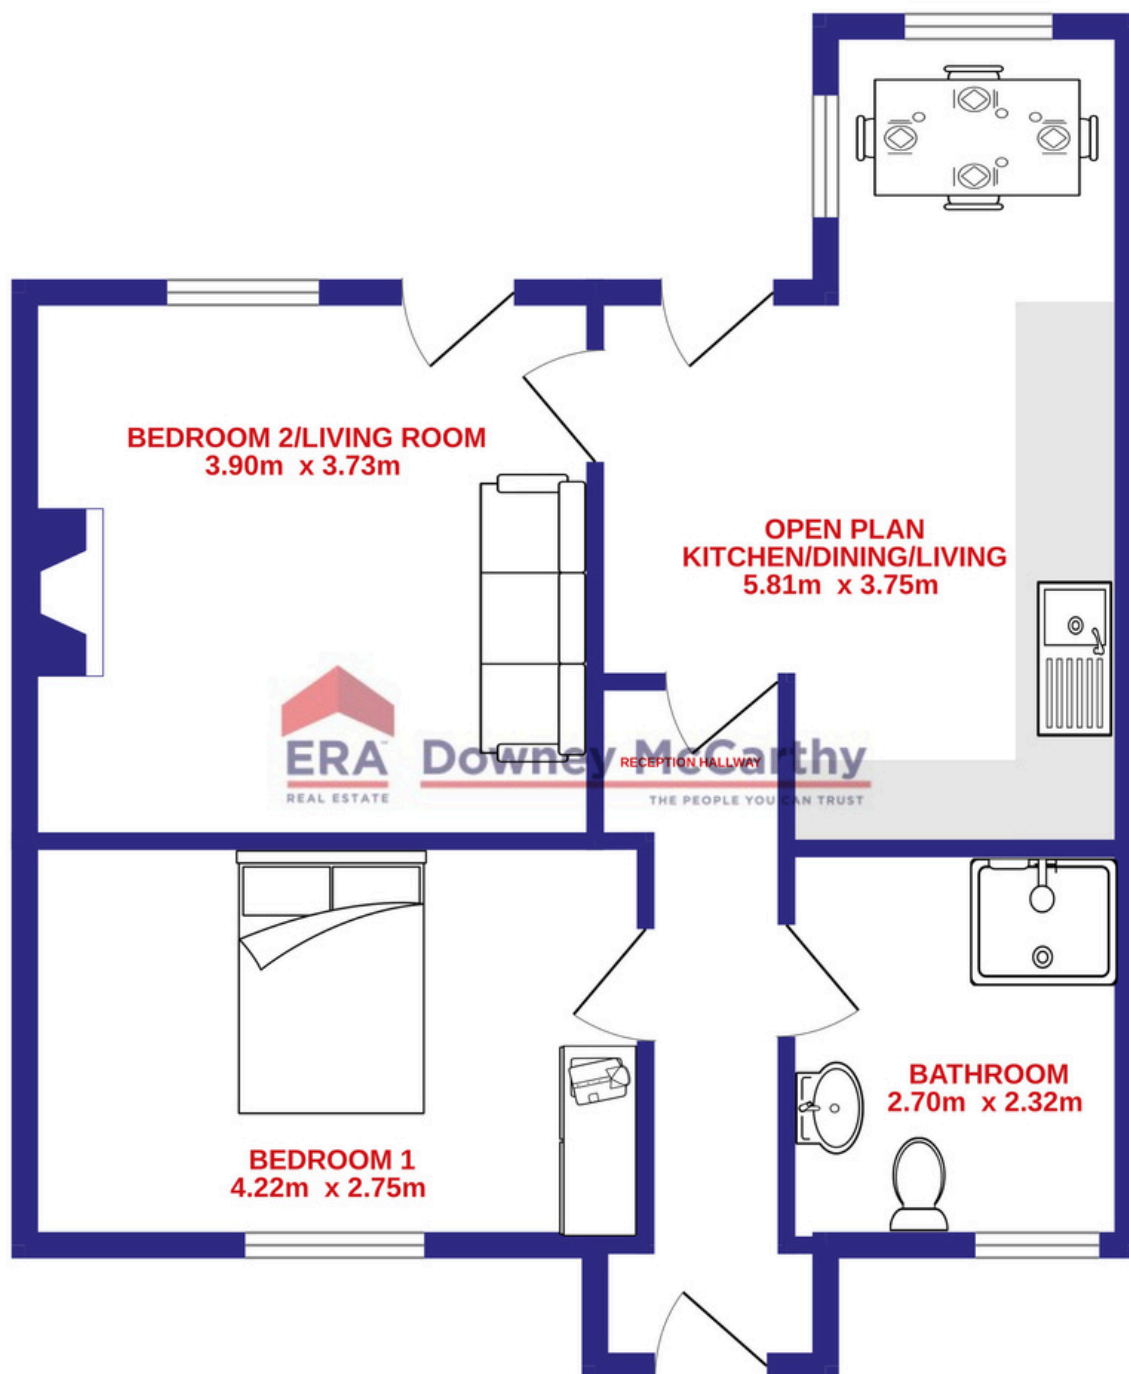 BEDROOM 2/LIVING ROOM
3.90m x 3.73m
OPEN PLAN
KITCHEN/DINING/LIVING
5.81m x 3.75m
ERA™ Downey McCarthy
REAL ESTATE
THE PEOPLE YOU CAN TRUST
RECEPTION HALLWAY
BATHROOM
2.70m x 2.32m
BEDROOM 1
4.22m x 2.75m